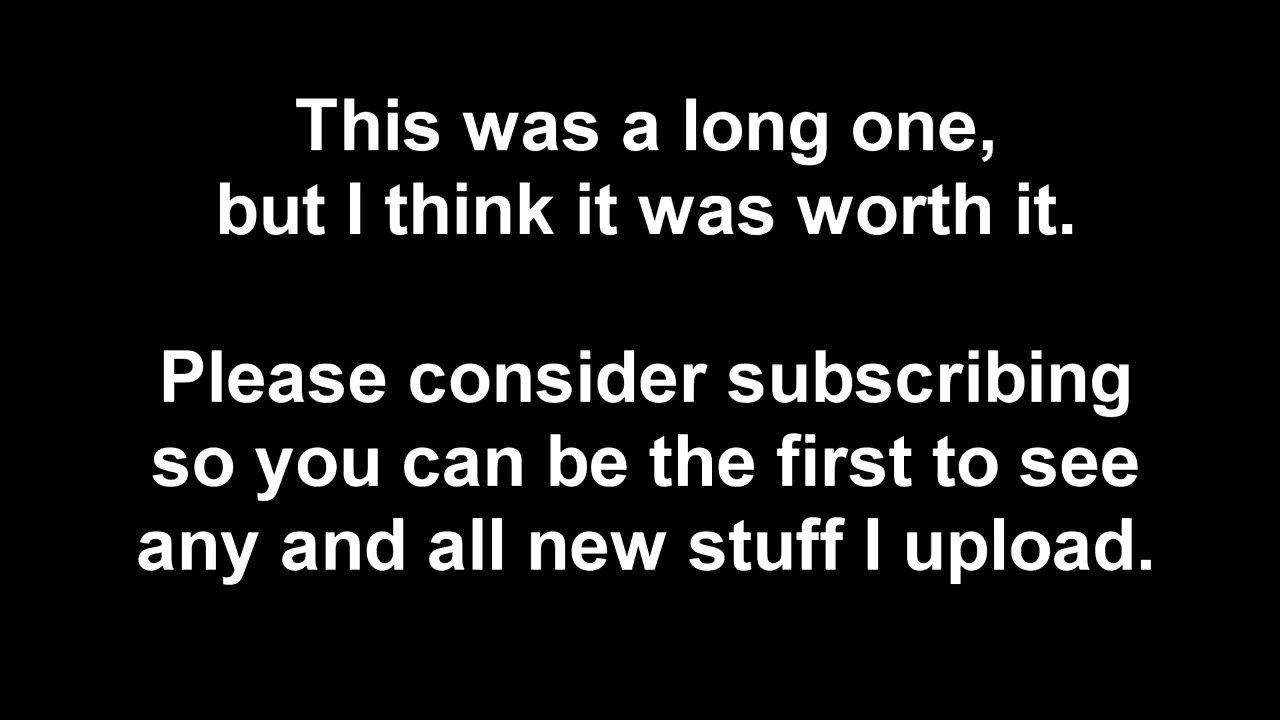 This was a long one,
but I think it was worth it.
Please consider subscribing
so you can be the first to see
any and all new stuff I upload.